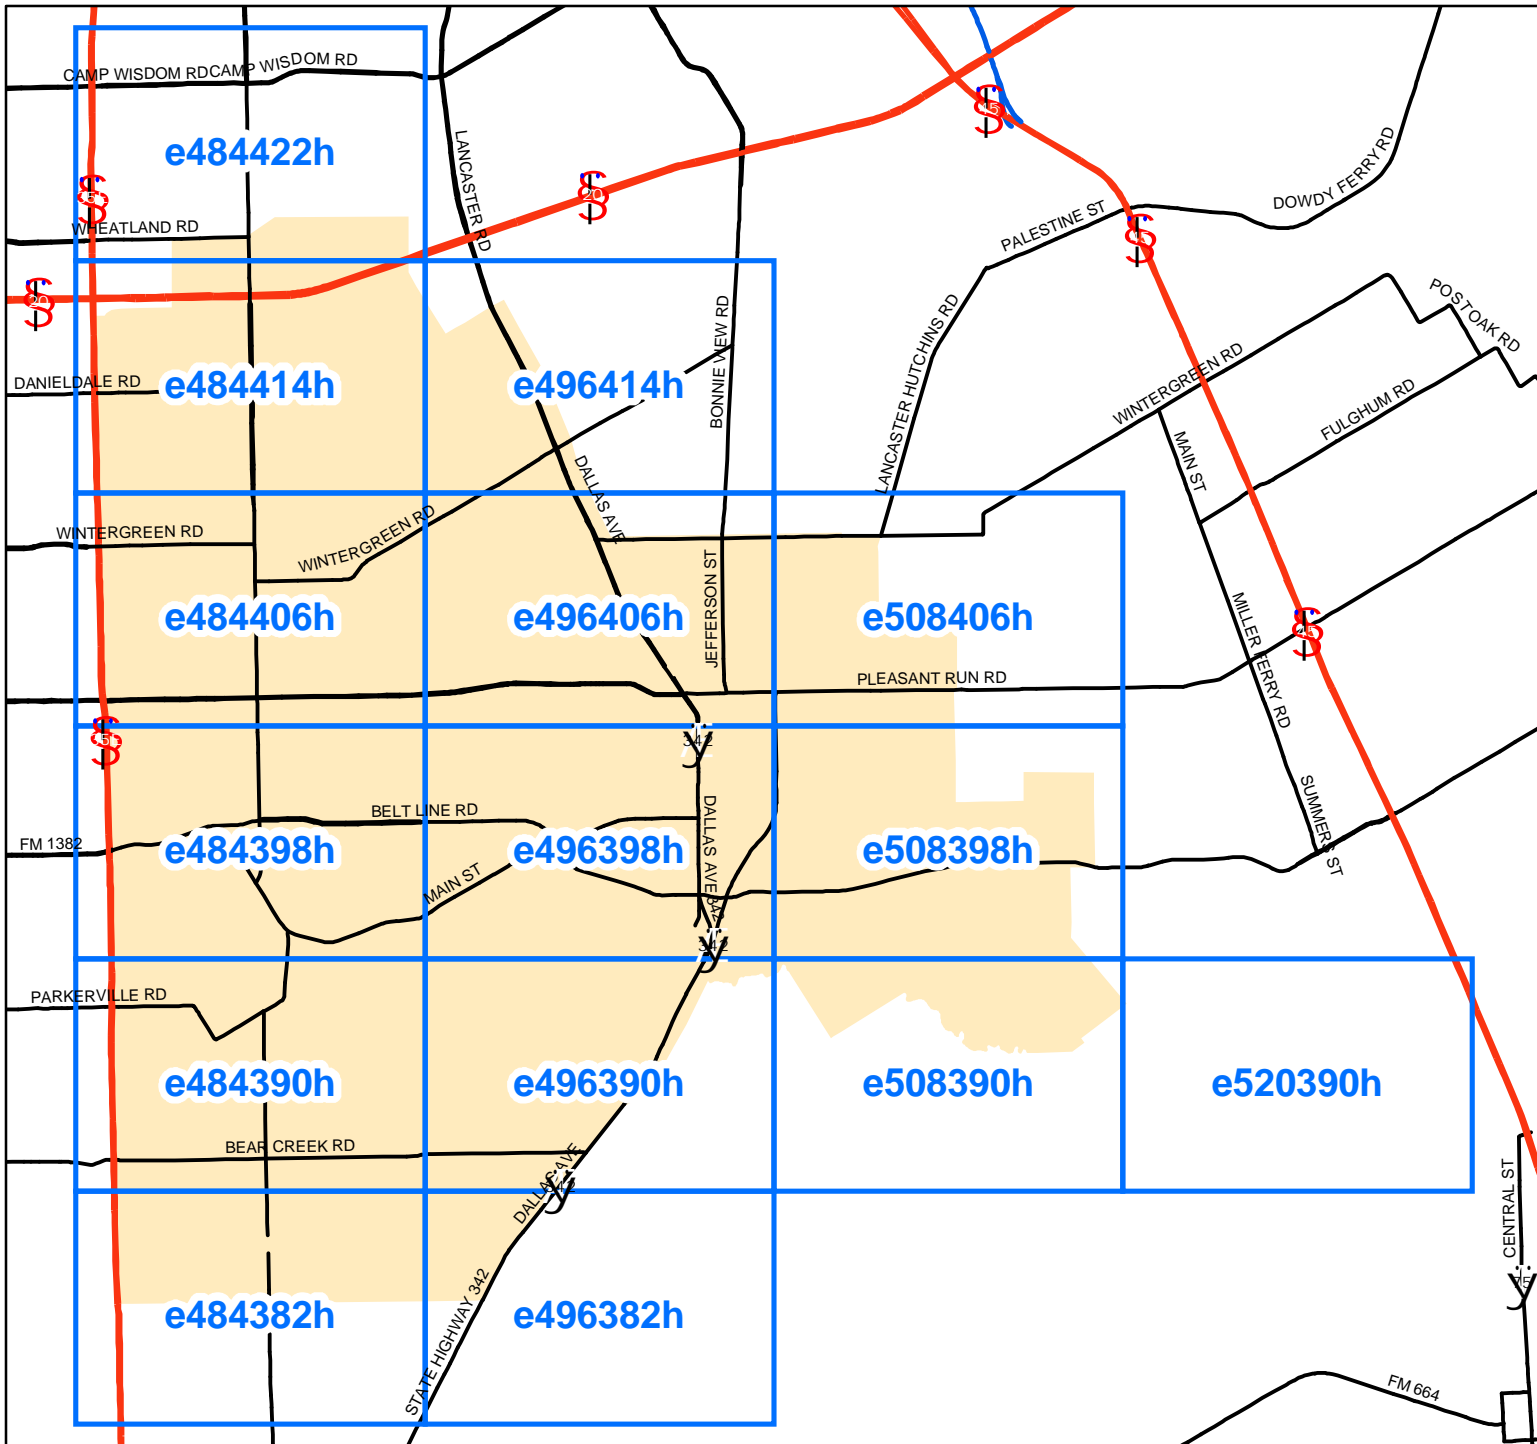 CAMP WISDOM RD
CAMP WISDOM RD
LANCASTER RD
e484422h
WHEATLAND RD
20
20
PALESTINE ST
DOWDY FERRY RD
DANIELDALE RD
e484414h
e496414h
BONNIE VIEW RD
LANCASTER HUTCHINS RD
WINTERGREEN RD
POST OAK RD
FULGHUM RD
MAIN ST
DALLAS AVE
WINTERGREEN RD
WINTERGREEN RD
JEFFERSON ST
e484406h
e496406h
e508406h
MILLER FERRY RD
PLEASANT RUN RD
342
BELT LINE RD
FM 1382
DALLAS AVE
342
SUMMERS ST
e484398h
e496398h
e508398h
MAIN ST
342
PARKERVILLE RD
e484390h
e496390h
e508390h
e520390h
BEAR CREEK RD
DALLAS AVE
342
CENTRAL ST
STATE HIGHWAY 342
e484382h
e496382h
FM 664